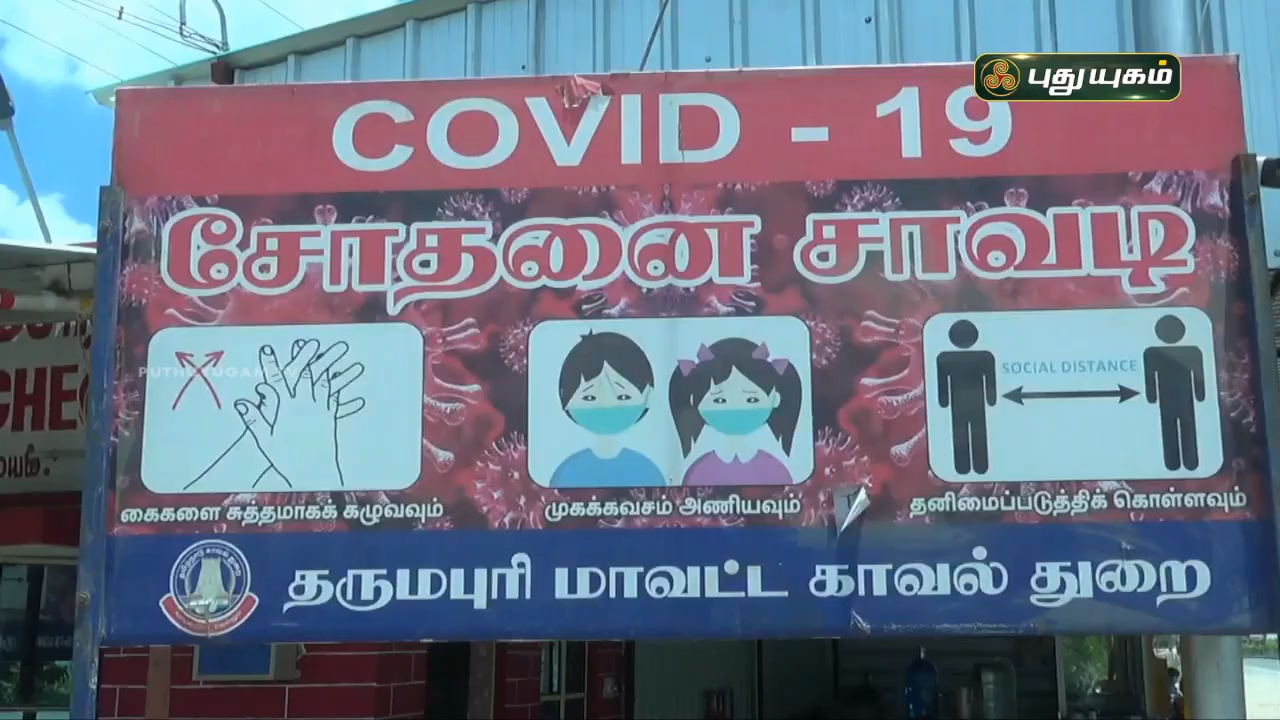 புதுயுகம்
COVID - 19
சோதனை சாவடி
SOCIAL DISTANCE
கைகளை சுத்தமாகக் கழுவவும்
முகக்கவசம் அணியவும்
தனிமைப்படுத்திக் கொள்ளவும்
தருமபுரி மாவட்ட காவல் துறை